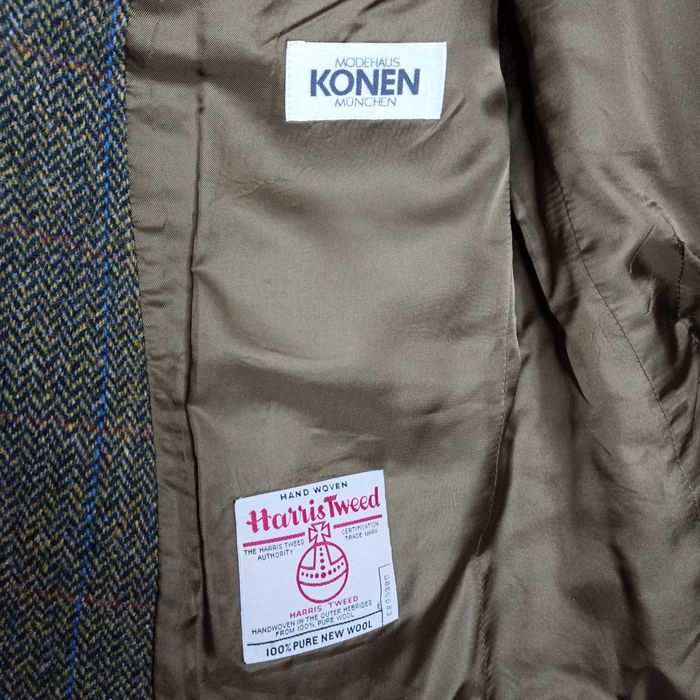 MODEHAUS
KONEN
MÜNCHEN
HAND WOVEN
Harris Tweed
THE HARRIS TWEED
AUTHORITY
CERTIFICATION
TRADE MARK
HARRIS TWEED
HANDWOVEN IN THE OUTER HEBRIDES
FROM 100% PURE WOOL
100% PURE NEW WOOL